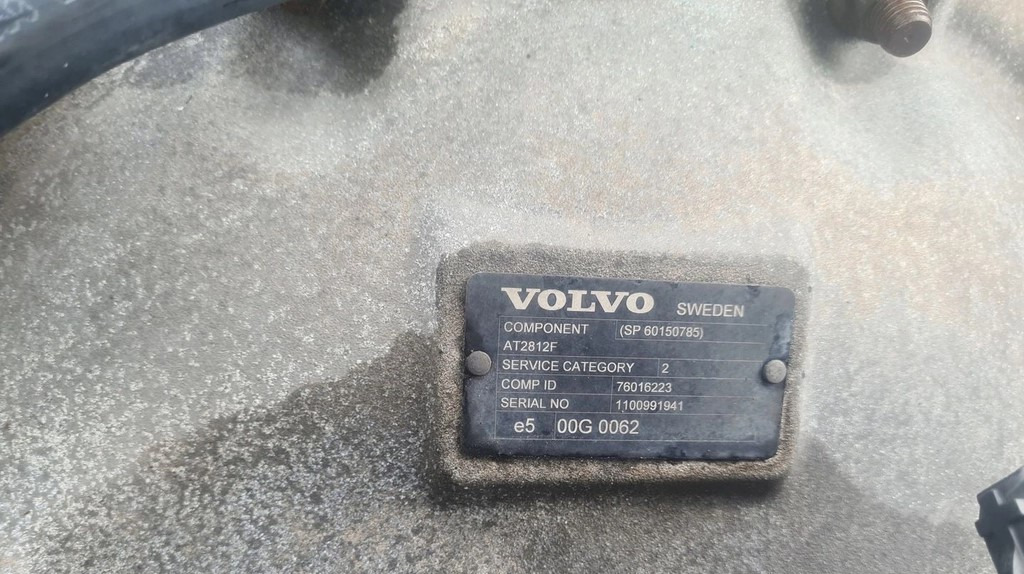 VOLVO SWEDEN
COMPONENT (SP 60150785)
AT2812F
SERVICE CATEGORY 2
COMP ID 76016223
SERIAL NO 1100991941
e5 00G 0062